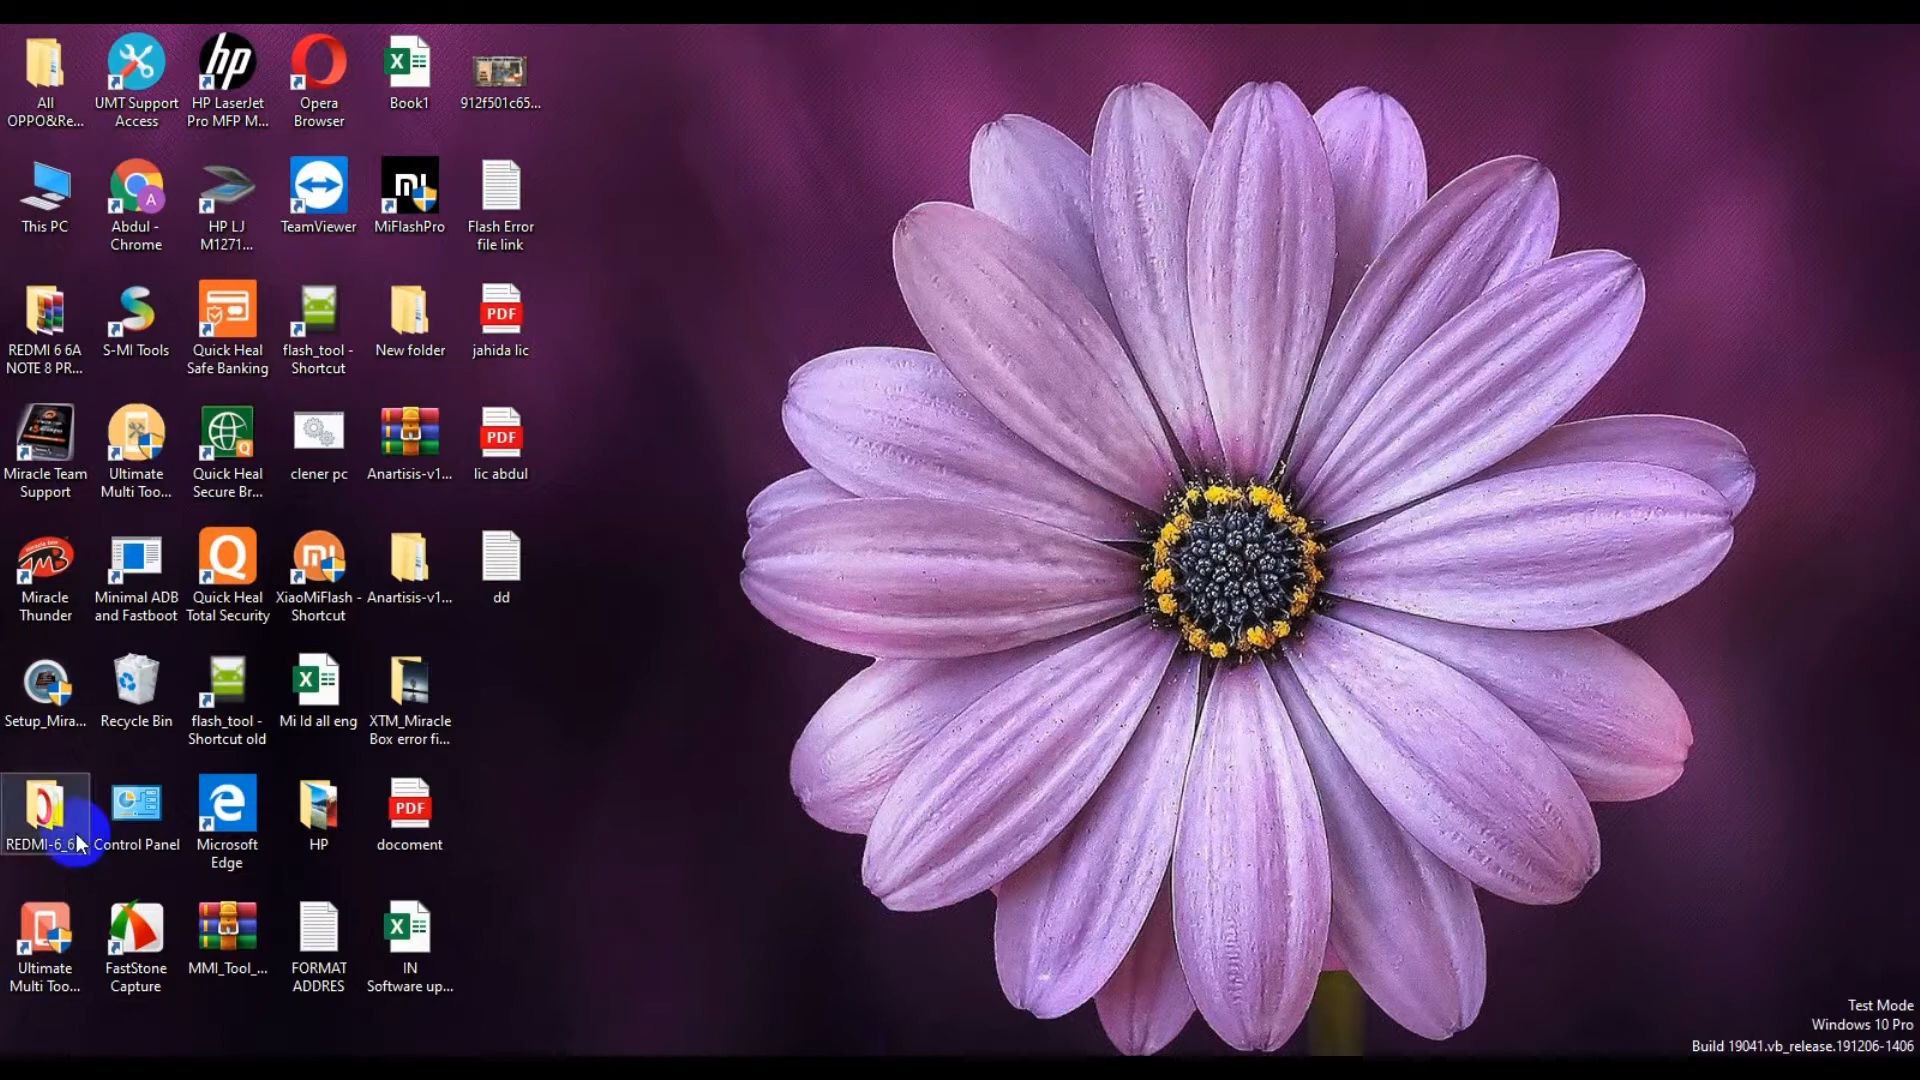 All
OPPO&Re...
UMT Support
Access
hp
HP LaserJet
Pro MFP M...
Opera
Browser
X
Book1
912f501c65...
This PC
A
Abdul -
Chrome
HP LJ
M1271...
TeamViewer
MiFlashPro
Flash Error
file link
REDMI 6 6A
NOTE 8 PR...
S-MI Tools
Quick Heal
Safe Banking
flash_tool -
Shortcut
New folder
PDF
jahida lic
Miracle Team
Support
Ultimate
Multi Too...
Q
Quick Heal
Secure Br...
clener pc
Anartisis-v1...
PDF
lic abdul
Miracle
Thunder
Minimal ADB
and Fastboot
Quick Heal
Total Security
XiaoMiFlash -
Shortcut
Anartisis-v1...
dd
Setup_Mira...
Recycle Bin
flash_tool -
Shortcut old
X
Mi Id all eng
XTM_Miracle
Box error fi...
REDMI-6_6
Control Panel
Microsoft
Edge
HP
PDF
docoment
Ultimate
Multi Too...
FastStone
Capture
MMI_Tool_...
FORMAT
ADDRES
X
IN
Software up...
Test Mode
Windows 10 Pro
Build 19041.vb_release.191206-1406